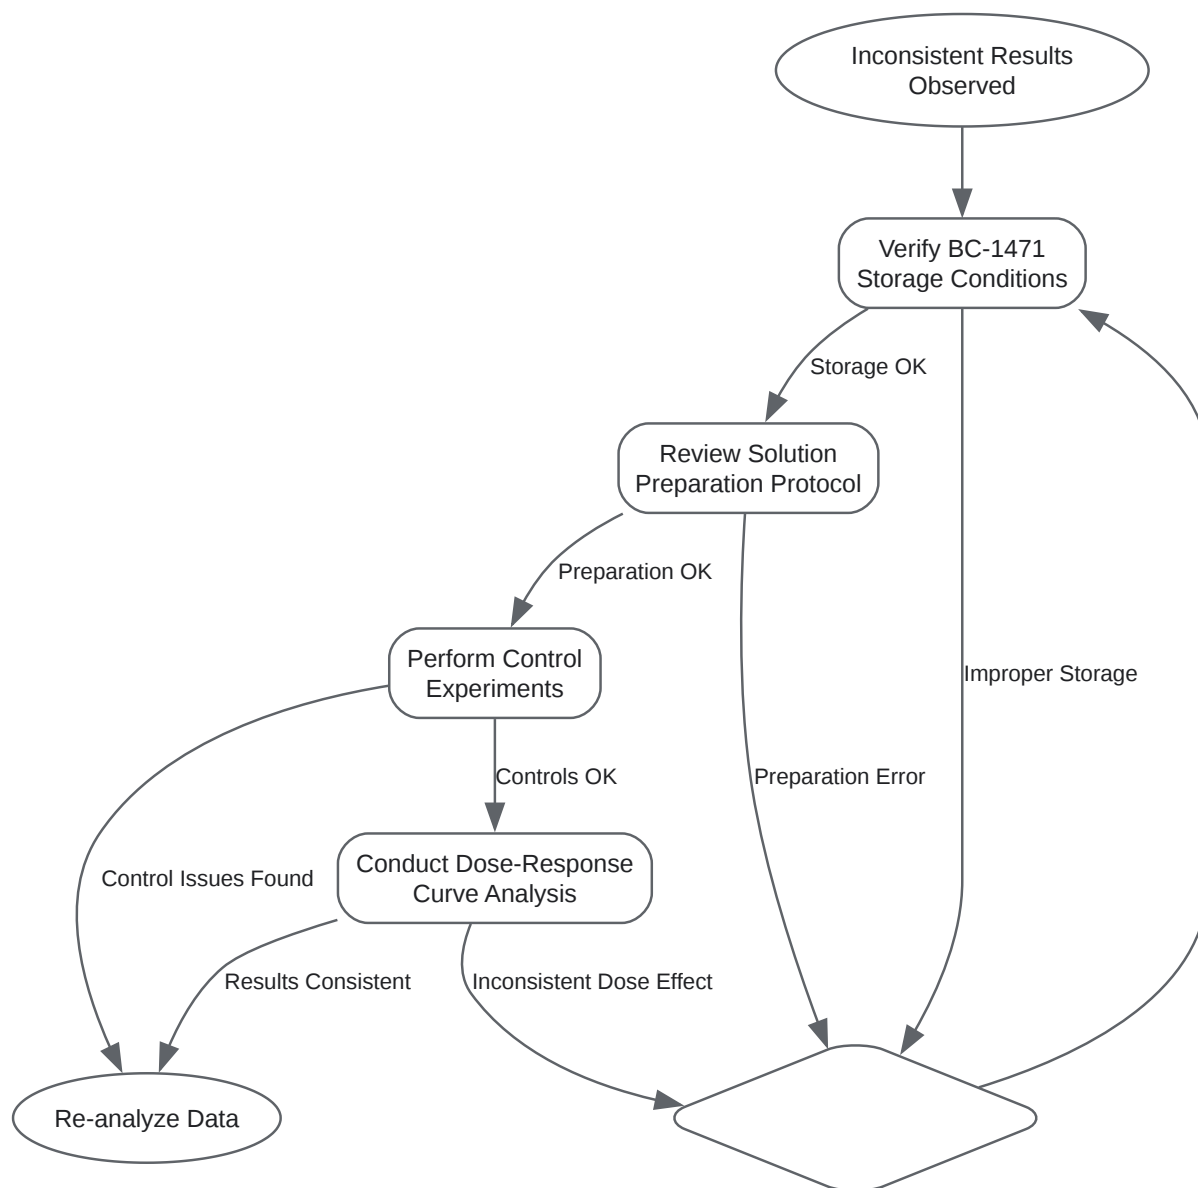 Inconsistent Results
Observed
Verify BC-1471
Storage Conditions
Storage OK
Review Solution
Preparation Protocol
Preparation OK
Perform Control
Experiments
Improper Storage
Controls OK
Preparation Error
Conduct Dose-Response
Curve Analysis
Control Issues Found
Results Consistent
Inconsistent Dose Effect
Re-analyze Data